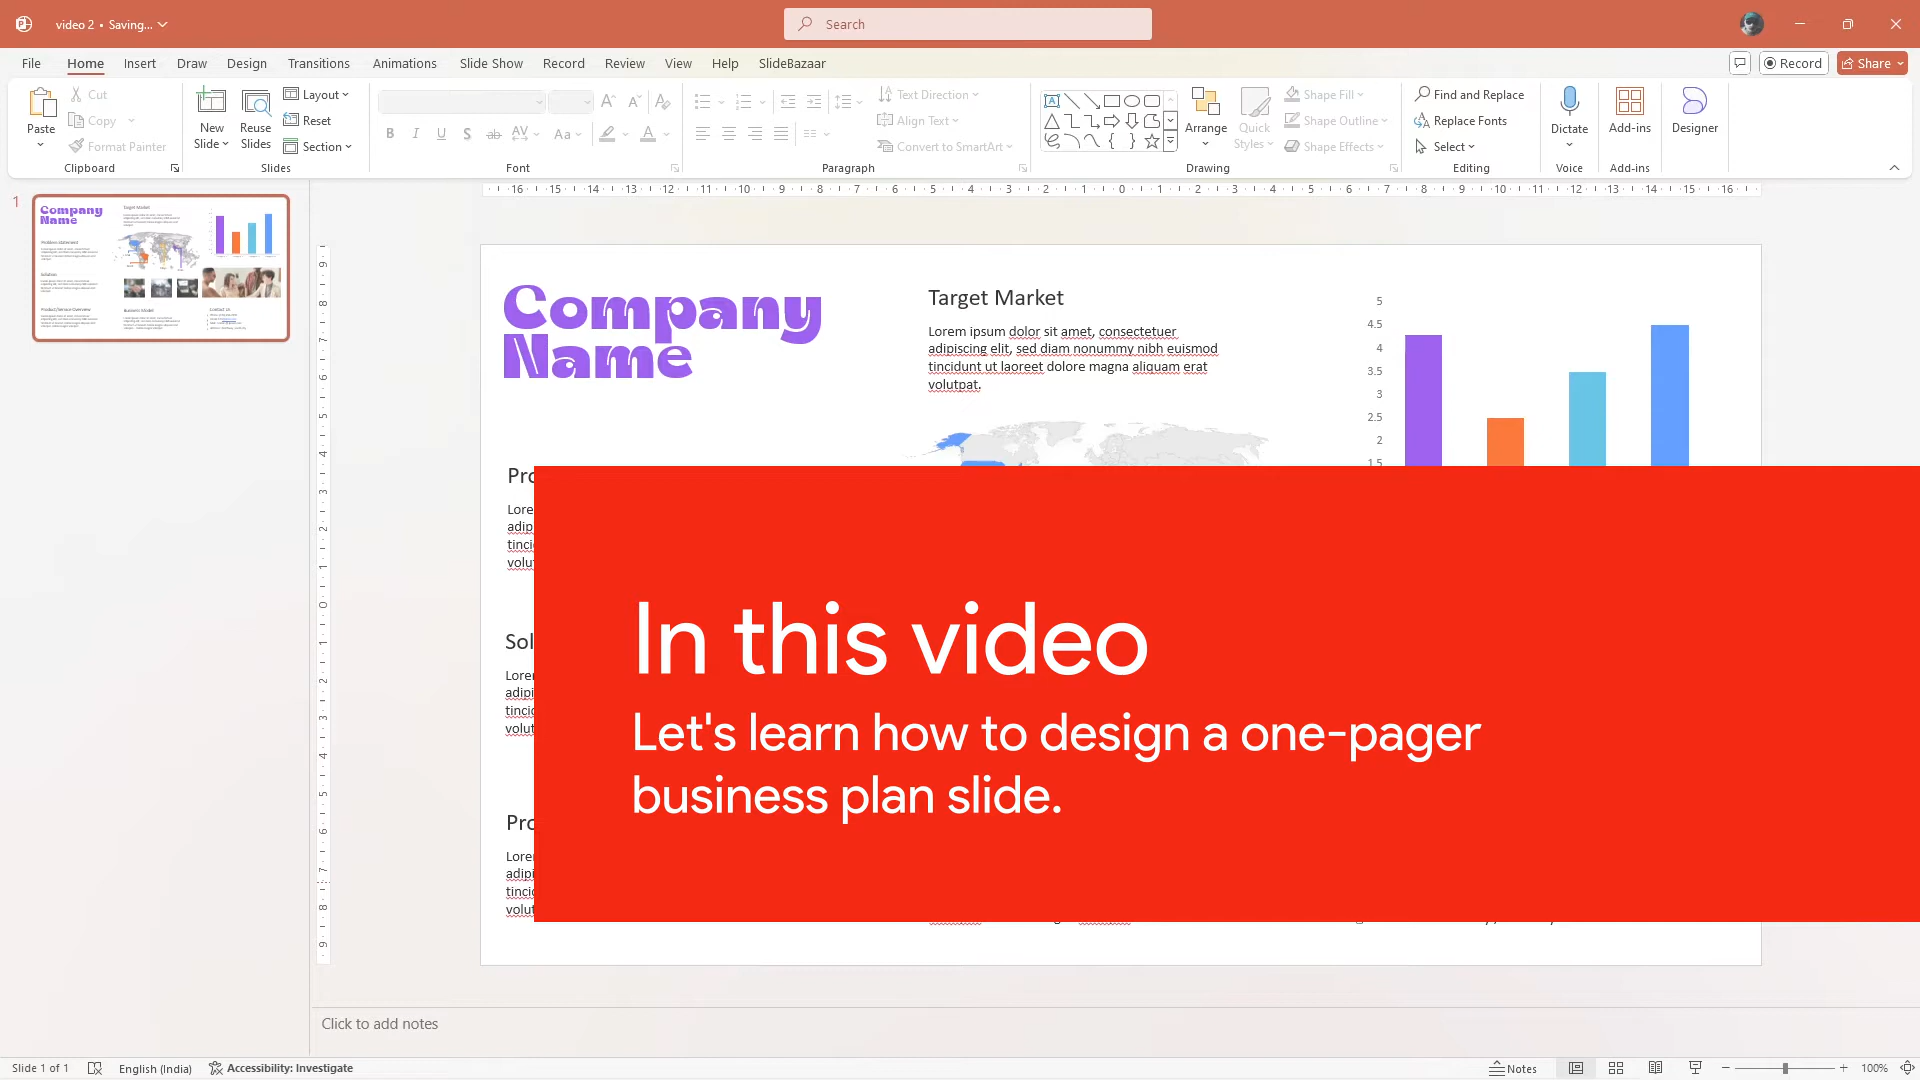 video 2 • Saving...
Search
File
Home
Insert
Draw
Design
Transitions
Animations
Slide Show
Record
Review
View
Help
SlideBazaar
Record
Share
Paste
Cut
Copy
Format Painter
Clipboard
New Slide
Reuse Slides
Layout
Reset
Section
Slides
Font
Paragraph
Text Direction
Align Text
Convert to SmartArt
Arrange
Quick Styles
Shape Fill
Shape Outline
Shape Effects
Drawing
Find and Replace
Replace Fonts
Select
Editing
Dictate
Voice
Add-ins
Add-ins
Designer
1
Company
Name
Target Market
Lorem ipsum dolor sit amet, consectetuer
adipiscing elit, sed diam nonummy nibh euismod
tincidunt ut laoreet dolore magna aliquam erat
volutpat.
5
4.5
4
3.5
3
2.5
2
1.5
In this video
Let's learn how to design a one-pager
business plan slide.
Click to add notes
Slide 1 of 1
English (India)
Accessibility: Investigate
Notes
100%